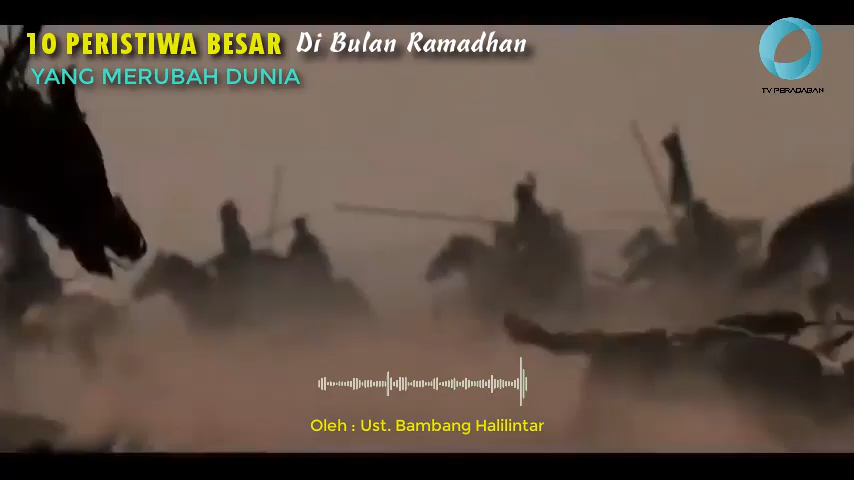 10 PERISTIWA BESAR Di Bulan Ramadhan
YANG MERUBAH DUNIA
TV PERADABAN
Oleh : Ust. Bambang Halilintar